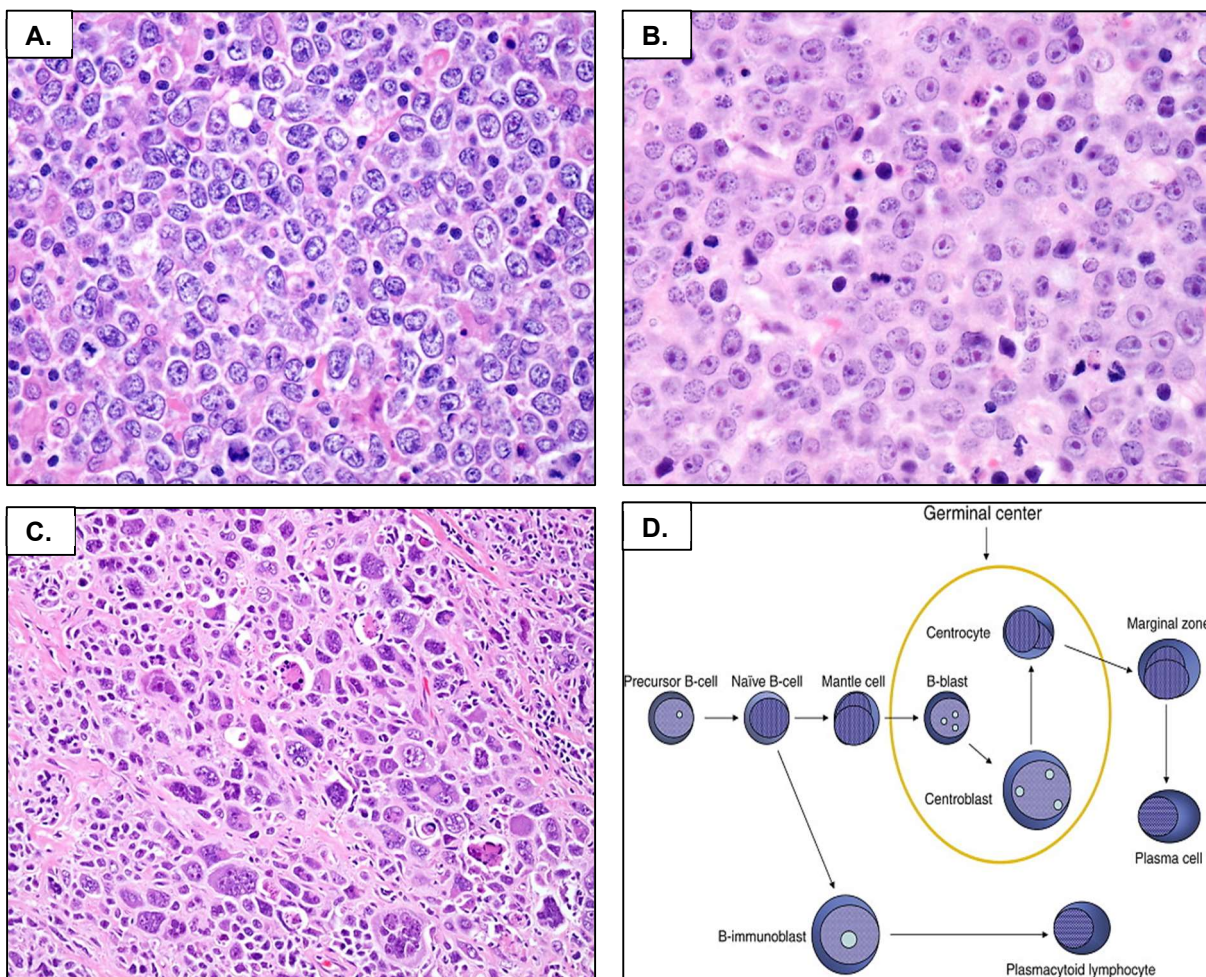 A.
B.
C.
D.
Germinal center
Centrocyte
Marginal zone
Precursor B-cell
Naïve B-cell
Mantle cell
B-blast
Centroblast
Plasma cell
B-immunoblast
Plasmacytoid lymphocyte